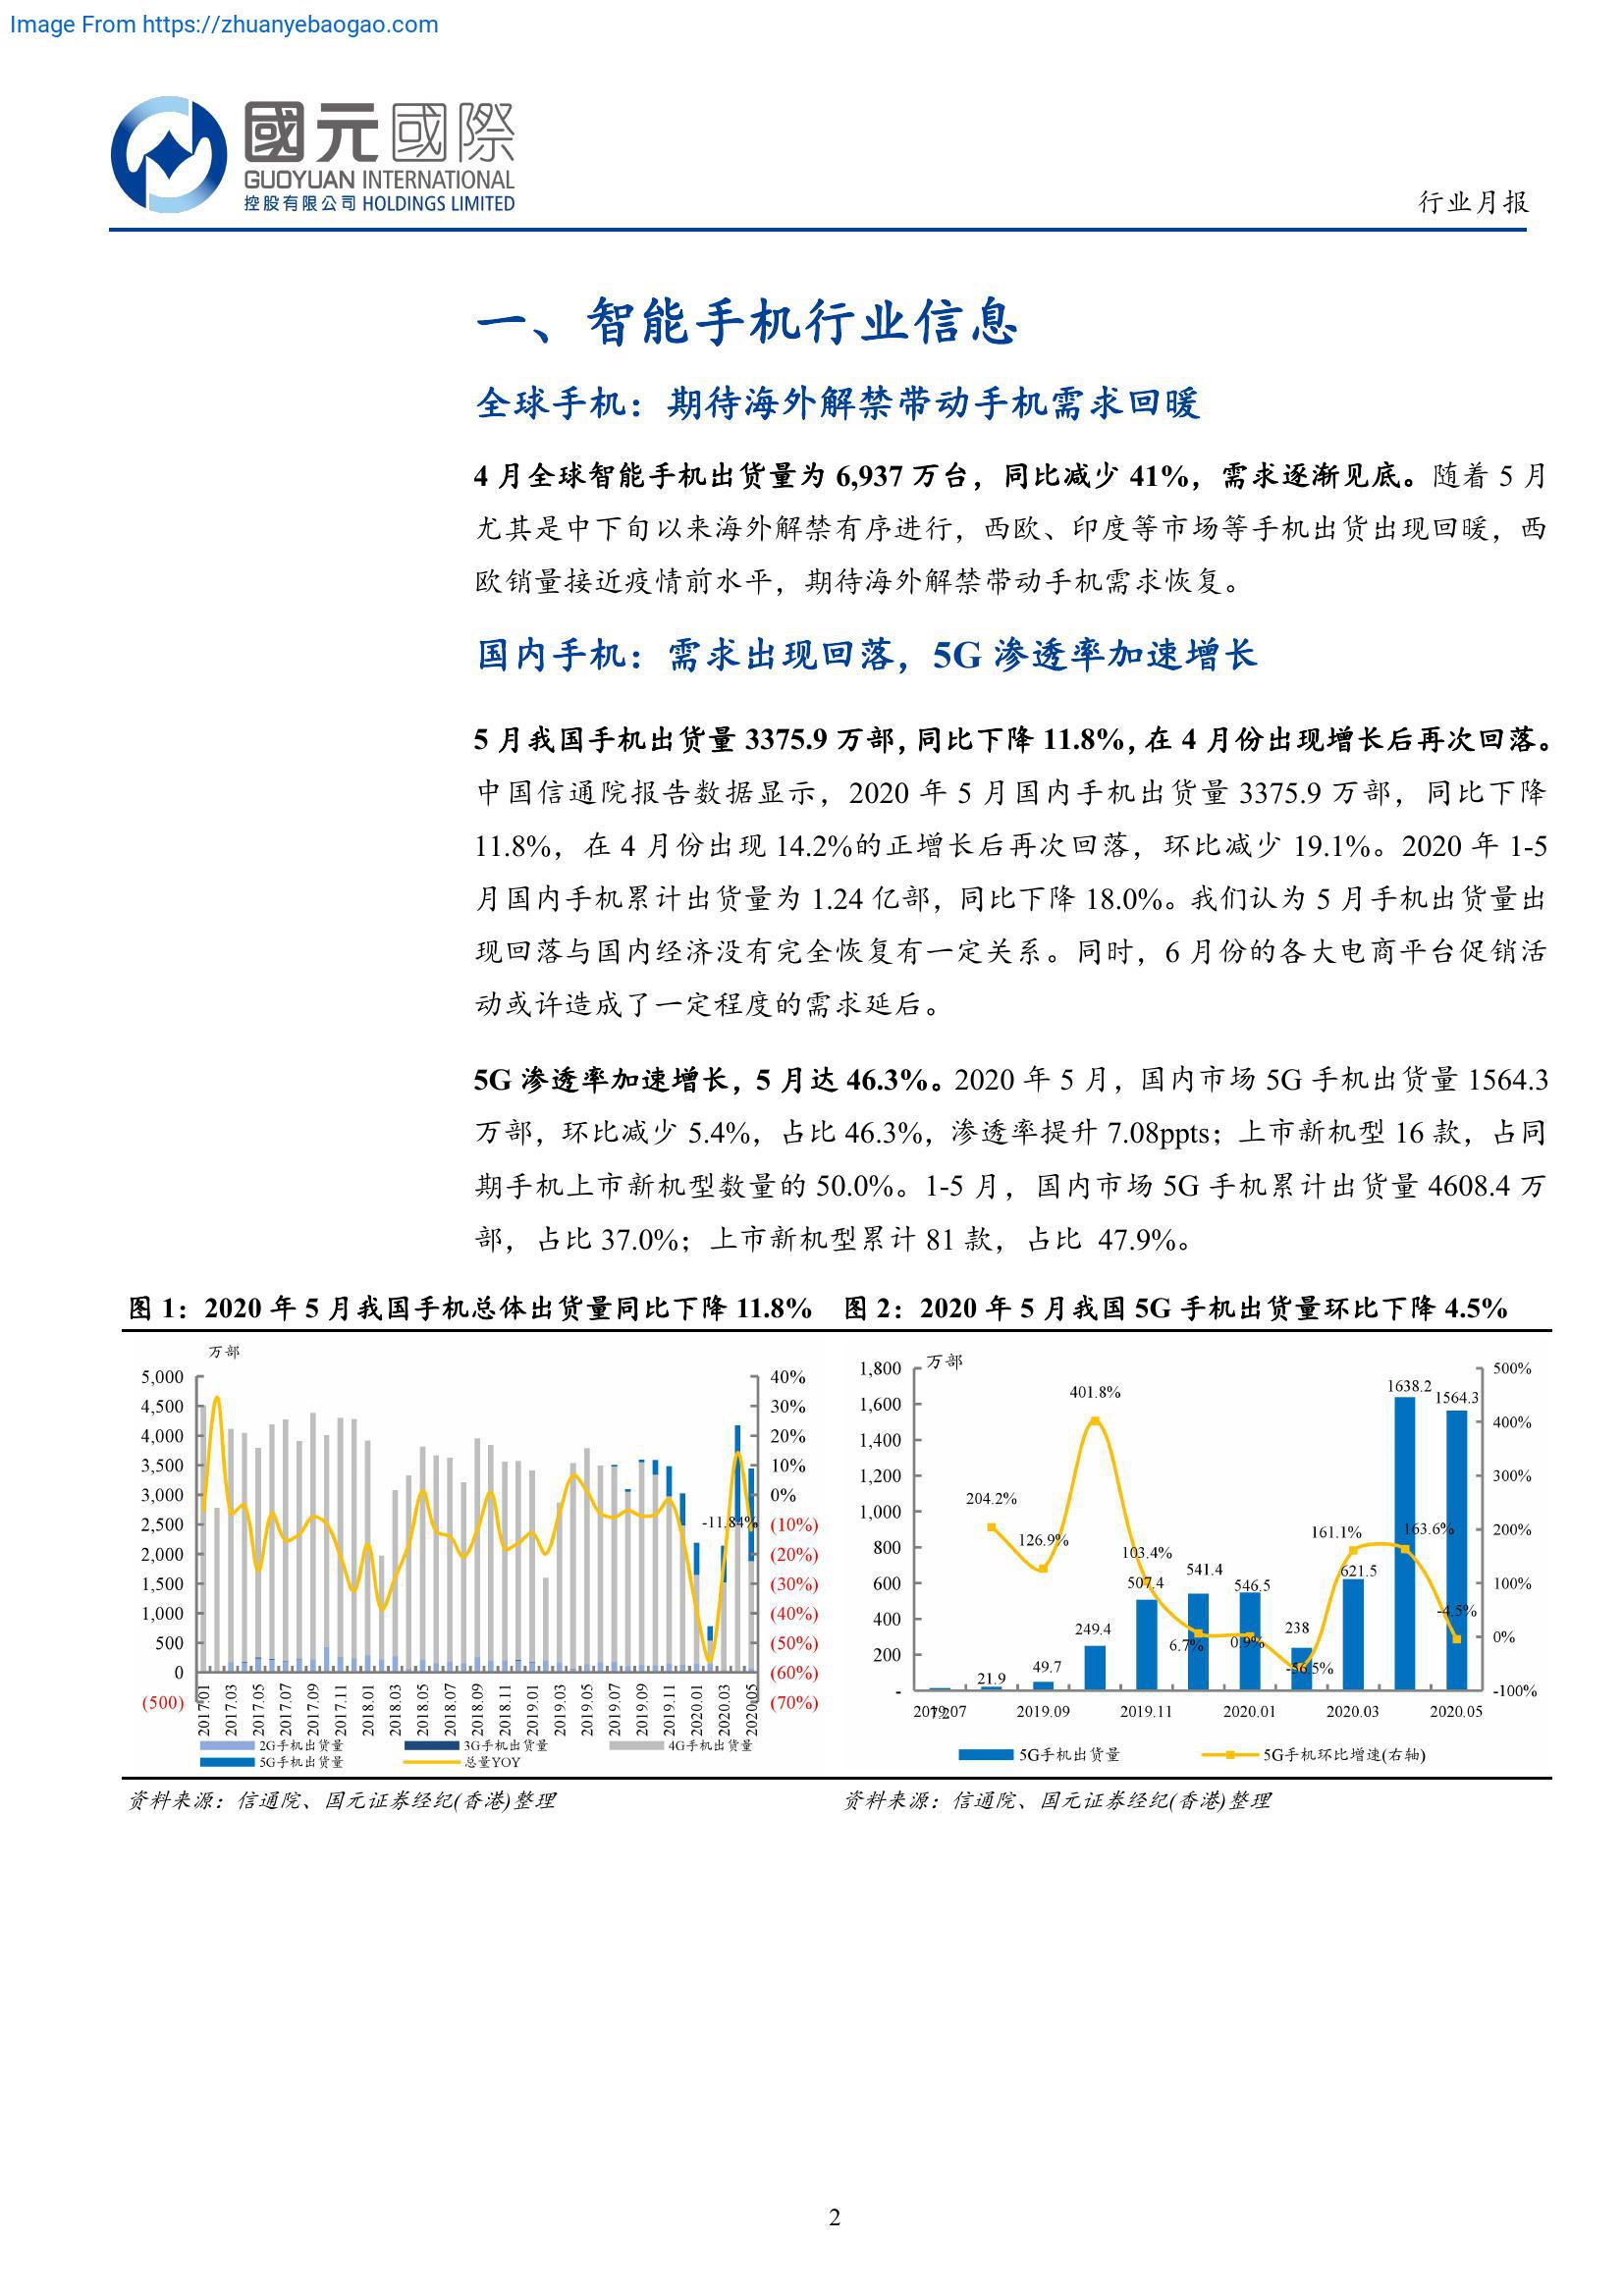 Image From https://zhuanyebaogao.com
國元國際
GUOYUAN INTERNATIONAL
控股有限公司 HOLDINGS LIMITED
行业月报
一、智能手机行业信息
全球手机：期待海外解禁带动手机需求回暖
4 月全球智能手机出货量为 6,937 万台，同比减少 41%，需求逐渐见底。随着 5 月
尤其是中下旬以来海外解禁有序进行，西欧、印度等市场等手机出货出现回暖，西
欧销量接近疫情前水平，期待海外解禁带动手机需求恢复。
国内手机：需求出现回落，5G 渗透率加速增长
5 月我国手机出货量 3375.9 万部，同比下降 11.8%，在 4 月份出现增长后再次回落。
中国信通院报告数据显示，2020 年 5 月国内手机出货量 3375.9 万部，同比下降
11.8%，在 4 月份出现 14.2%的正增长后再次回落，环比减少 19.1%。2020 年 1-5
月国内手机累计出货量为 1.24 亿部，同比下降 18.0%。我们认为 5 月手机出货量出
现回落与国内经济没有完全恢复有一定关系。同时，6 月份的各大电商平台促销活
动或许造成了一定程度的需求延后。
5G 渗透率加速增长，5 月达 46.3%。2020 年 5 月，国内市场 5G 手机出货量 1564.3
万部，环比减少 5.4%，占比 46.3%，渗透率提升 7.08ppts；上市新机型 16 款，占同
期手机上市新机型数量的 50.0%。1-5 月，国内市场 5G 手机累计出货量 4608.4 万
部，占比 37.0%；上市新机型累计 81 款，占比 47.9%。
图 1：2020 年 5 月我国手机总体出货量同比下降 11.8%
万部
5,000
4,500
4,000
3,500
3,000
2,500
2,000
1,500
1,000
500
0
(500)
40%
30%
20%
10%
0%
(10%)
(20%)
(30%)
(40%)
(50%)
(60%)
(70%)
-11.84%
2017.01
2017.03
2017.05
2017.07
2017.09
2017.11
2018.01
2018.03
2018.05
2018.07
2018.09
2018.11
2019.01
2019.03
2019.05
2019.07
2019.09
2019.11
2020.01
2020.03
2020.05
2G手机出货量
3G手机出货量
4G手机出货量
5G手机出货量
总量YOY
资料来源：信通院、国元证券经纪(香港)整理
图 2：2020 年 5 月我国 5G 手机出货量环比下降 4.5%
万部
1,800
1,600
1,400
1,200
1,000
800
600
400
200
-
500%
400%
300%
200%
100%
0%
-100%
204.2%
126.9%
401.8%
103.4%
6.7%
0.9%
-56.5%
161.1%
163.6%
-4.5%
7.2
21.9
49.7
249.4
507.4
541.4
546.5
238
621.5
1638.2
1564.3
2019.07
2019.09
2019.11
2020.01
2020.03
2020.05
5G手机出货量
5G手机环比增速(右轴)
资料来源：信通院、国元证券经纪(香港)整理
2